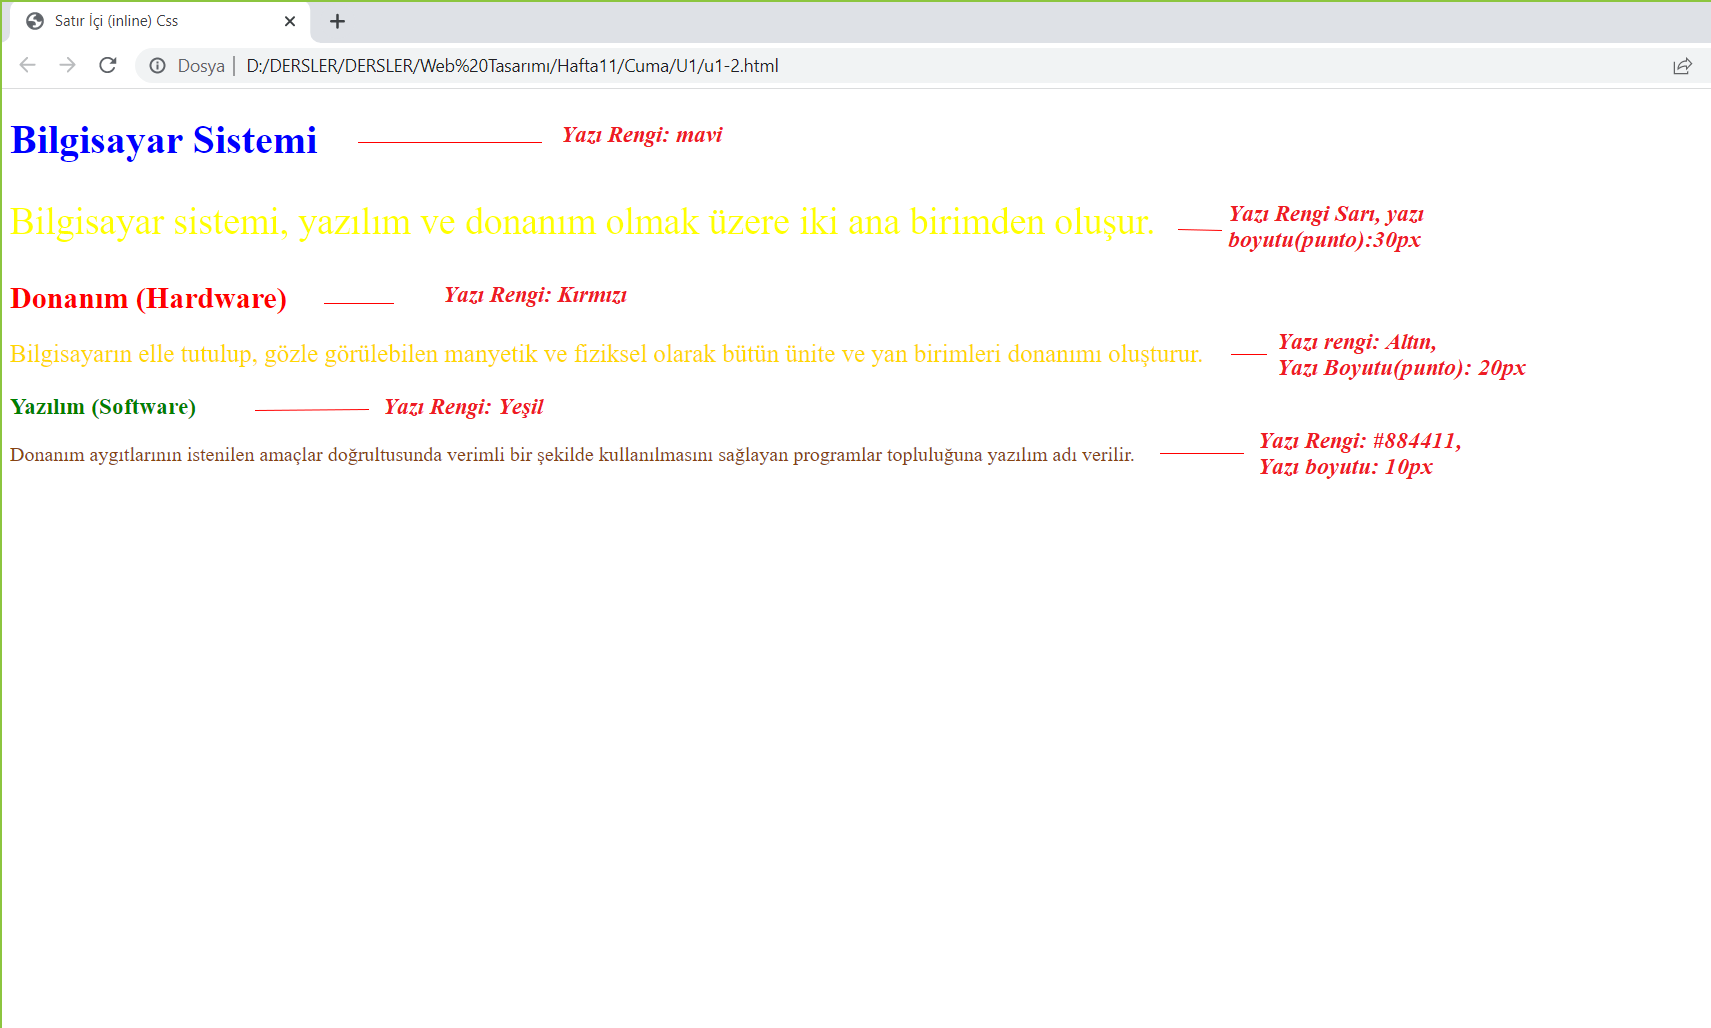 Satır İçi (inline) Css
Dosya | D:/DERSLER/DERSLER/Web%20Tasarımı/Hafta11/Cuma/U1/u1-2.html
Bilgisayar Sistemi
Yazı Rengi: mavi
Bilgisayar sistemi, yazılım ve donanım olmak üzere iki ana birimden oluşur.
Yazı Rengi Sarı, yazı
boyutu(punto):30px
Donanım (Hardware)
Yazı Rengi: Kırmızı
Bilgisayarın elle tutulup, gözle görülebilen manyetik ve fiziksel olarak bütün ünite ve yan birimleri donanımı oluşturur.
Yazı rengi: Altın,
Yazı Boyutu(punto): 20px
Yazılım (Software)
Yazı Rengi: Yeşil
Donanım aygıtlarının istenilen amaçlar doğrultusunda verimli bir şekilde kullanılmasını sağlayan programlar topluluğuna yazılım adı verilir.
Yazı Rengi: #884411,
Yazı boyutu: 10px